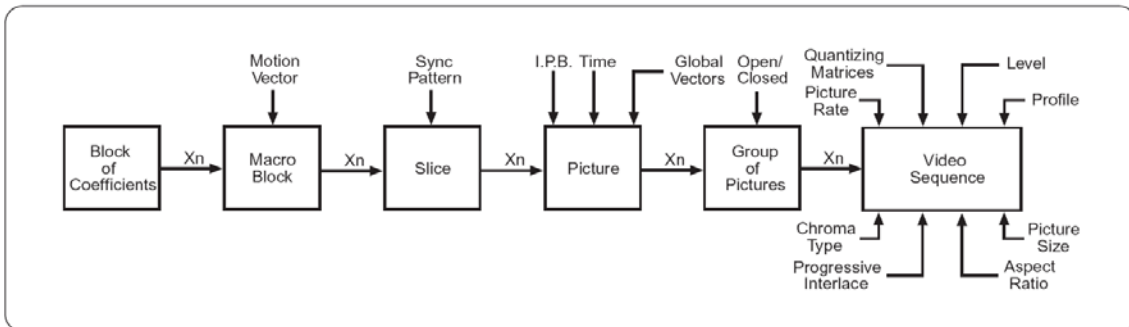 Motion
Vector
Sync
Pattern
I.P.B. Time
Global
Vectors
Open/
Closed
Quantizing
Matrices
Level
Picture
Rate
Profile
Block
of
Coefficients
Xn
Macro
Block
Xn
Slice
Xn
Picture
Xn
Group
of
Pictures
Xn
Video
Sequence
Chroma
Type
Picture
Size
Progressive
Interlace
Aspect
Ratio